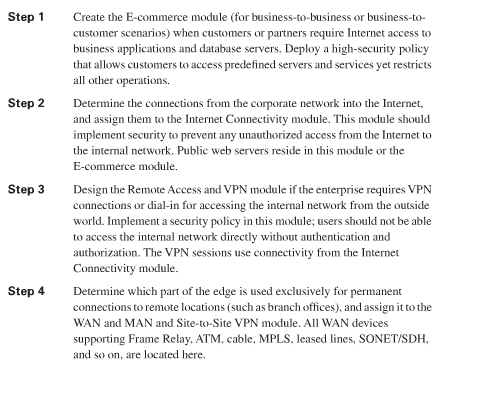 Step 1 Create the E-commerce module (for business-to-business or business-to-
customer scenarios) when customers or partners require Internet access to
business applications and database servers. Deploy a high-security policy
that allows customers to access predefined servers and services yet restricts
all other operations.
Step 2 Determine the connections from the corporate network into the Internet,
and assign them to the Internet Connectivity module. This module should
implement security to prevent any unauthorized access from the Internet to
the internal network. Public web servers reside in this module or the
E-commerce module.
Step 3 Design the Remote Access and VPN module if the enterprise requires VPN
connections or dial-in for accessing the internal network from the outside
world. Implement a security policy in this module; users should not be able
to access the internal network directly without authentication and
authorization. The VPN sessions use connectivity from the Internet
Connectivity module.
Step 4 Determine which part of the edge is used exclusively for permanent
connections to remote locations (such as branch offices), and assign it to the
WAN and MAN and Site-to-Site VPN module. All WAN devices
supporting Frame Relay, ATM, cable, MPLS, leased lines, SONET/SDH,
and so on, are located here.